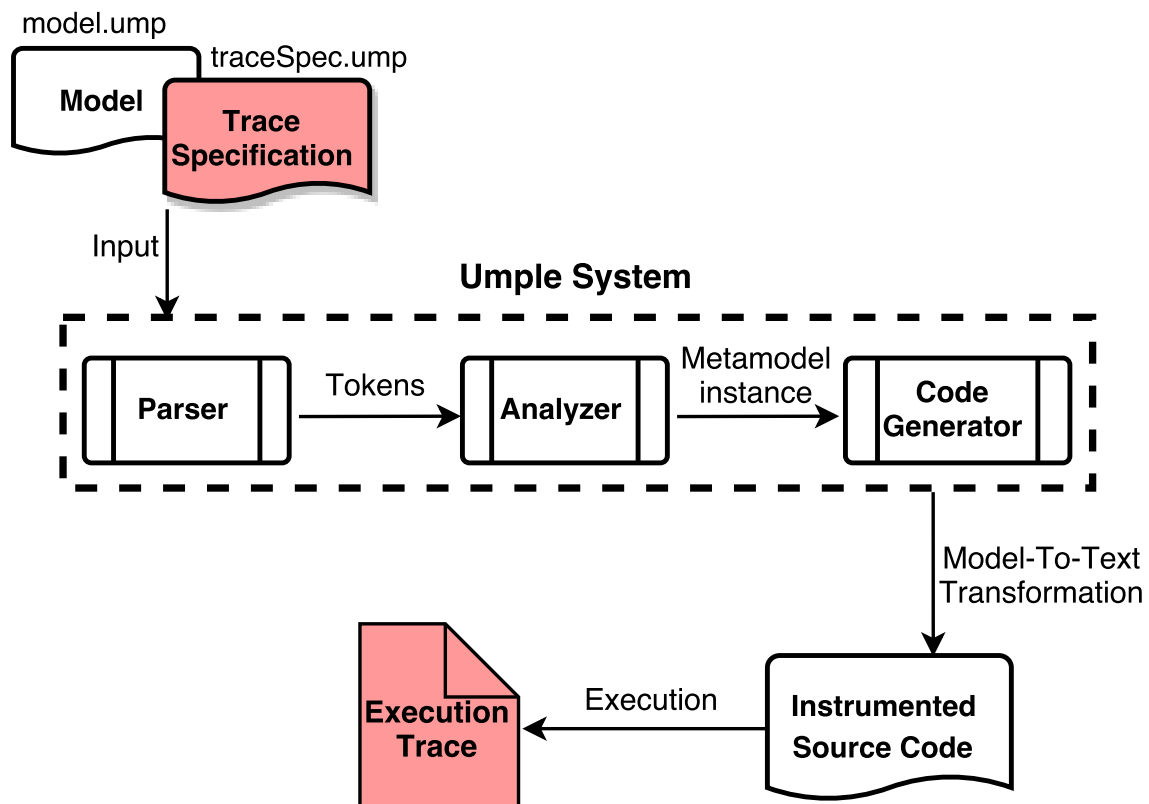 model.ump
traceSpec.ump
Model
Trace
Specification
Input
Umple System
Parser
Tokens
Analyzer
Metamodel
instance
Code
Generator
Model-To-Text
Transformation
Execution
Trace
Execution
Instrumented
Source Code